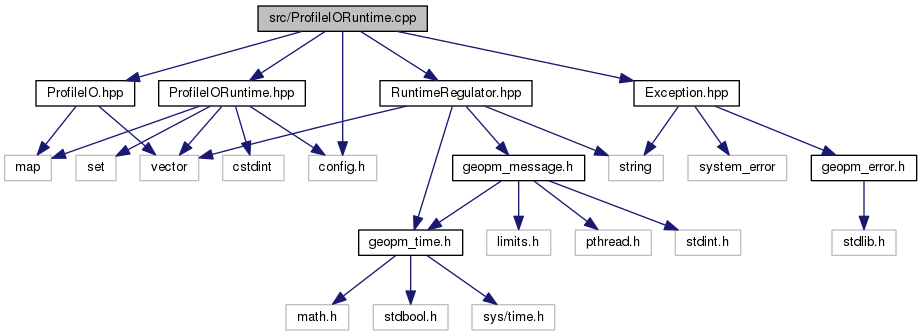 src/ProfileIORuntime.cpp
ProfileIO.hpp
ProfileIORuntime.hpp
RuntimeRegulator.hpp
Exception.hpp
map
set
vector
cstdint
config.h
geopm_message.h
string
system_error
geopm_error.h
geopm_time.h
limits.h
pthread.h
stdint.h
stdlib.h
math.h
stdbool.h
sys/time.h